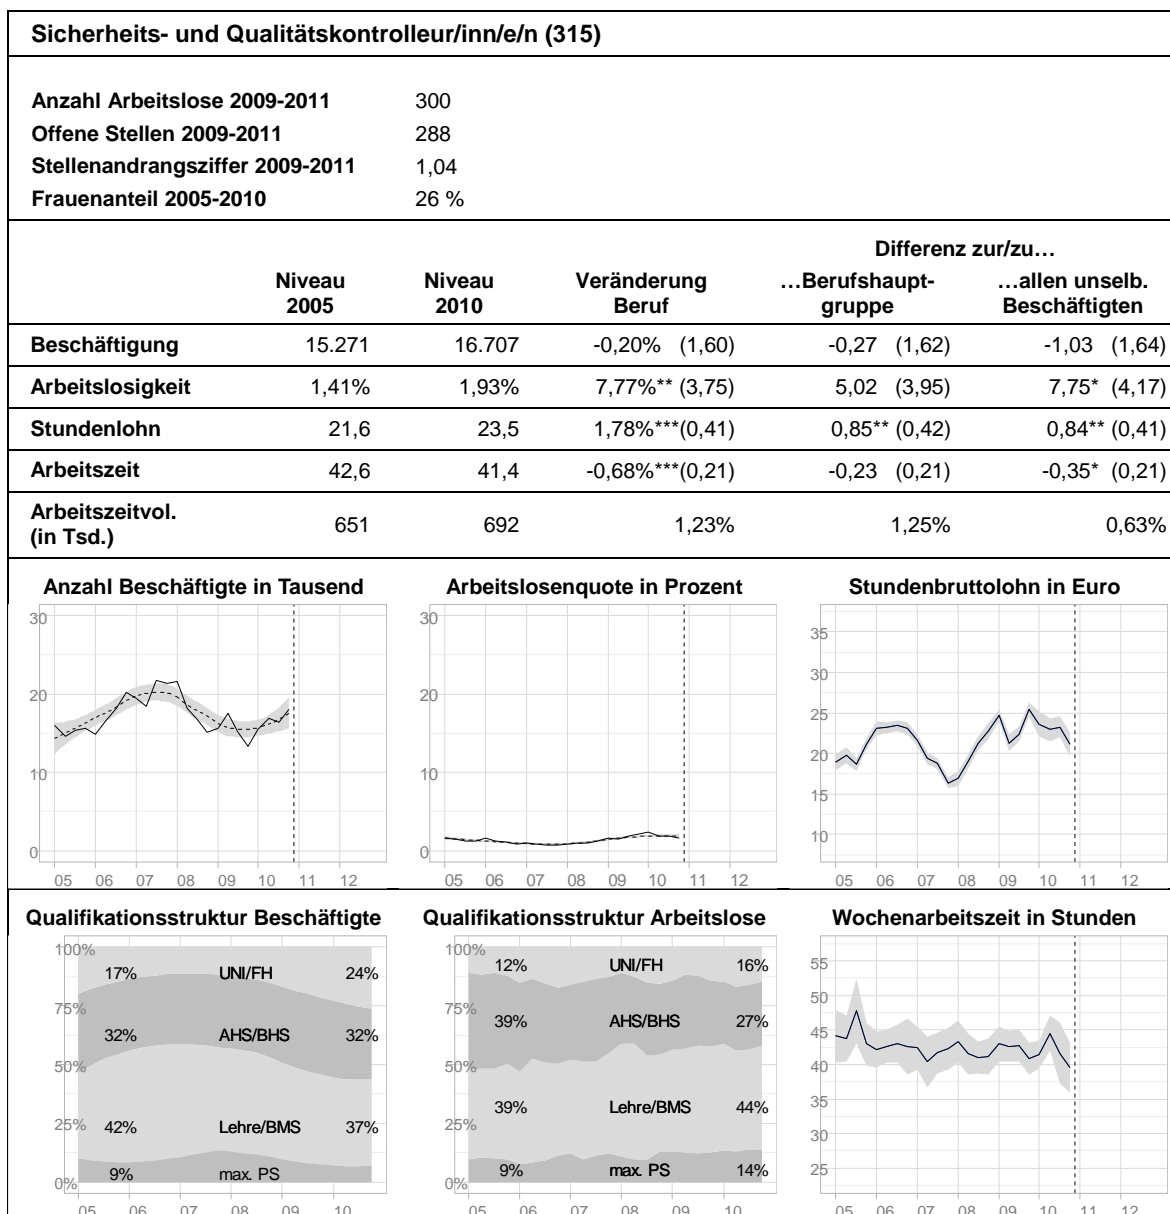 Sicherheits- und Qualitätskontrolleur/inn/e/n (315)
Anzahl Arbeitslose 2009-2011 300
Offene Stellen 2009-2011 288
Stellenandrangsziffer 2009-2011 1,04
Frauenanteil 2005-2010 26 %
Differenz zur/zu…
Niveau Niveau Veränderung …Berufshaupt- …allen unselb.
2005 2010 Beruf gruppe Beschäftigten
Beschäftigung 15.271 16.707 -0,20% (1,60) -0,27 (1,62) -1,03 (1,64)
Arbeitslosigkeit 1,41% 1,93% 7,77%** (3,75) 5,02 (3,95) 7,75* (4,17)
Stundenlohn 21,6 23,5 1,78%***(0,41) 0,85** (0,42) 0,84** (0,41)
Arbeitszeit 42,6 41,4 -0,68%***(0,21) -0,23 (0,21) -0,35* (0,21)
Arbeitszeitvol.
(in Tsd.) 651 692 1,23% 1,25% 0,63%
Anzahl Beschäftigte in Tausend
30
20
10
0
05 06 07 08 09 10 12
Arbeitslosenquote in Prozent
30
20
10
0
05 06 07 08 09 10 12
Stundenbruttolohn in Euro
35
30
25
20
15
10
05 06 07 08 09 10 11 12
Qualifikationsstruktur Beschäftigte
100%
17% UNI/FH 24%
75%
32% AHS/BHS 32%
50%
25%
42% Lehre/BMS 37%
9% max. PS
0%
05 06 07 08 09 10
Qualifikationsstruktur Arbeitslose
100%
12% UNI/FH 16%
75%
39% AHS/BHS 27%
50%
39% Lehre/BMS 44%
25%
9% max. PS 14%
0%
05 06 07 08 09 10
Wochenarbeitszeit in Stunden
55
50
45
40
35
30
25
05 06 07 08 09 10 11 12